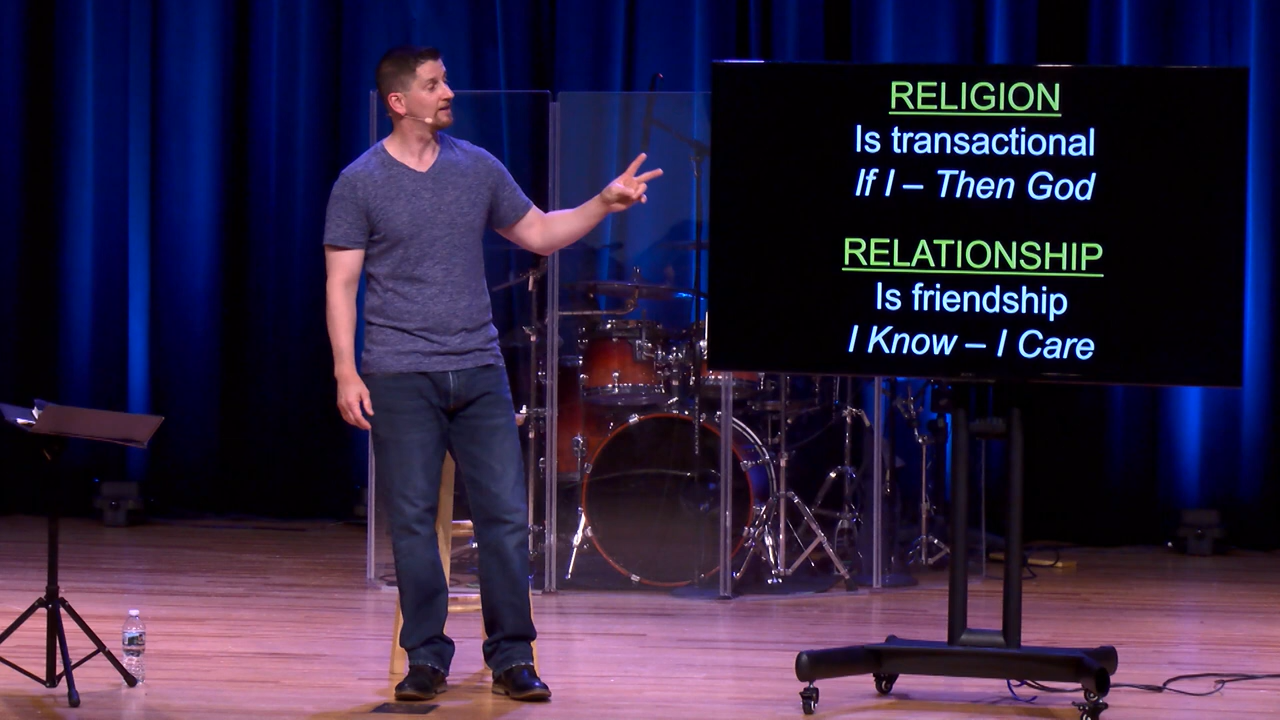 RELIGION
Is transactional
If I – Then God
RELATIONSHIP
Is friendship
I Know – I Care